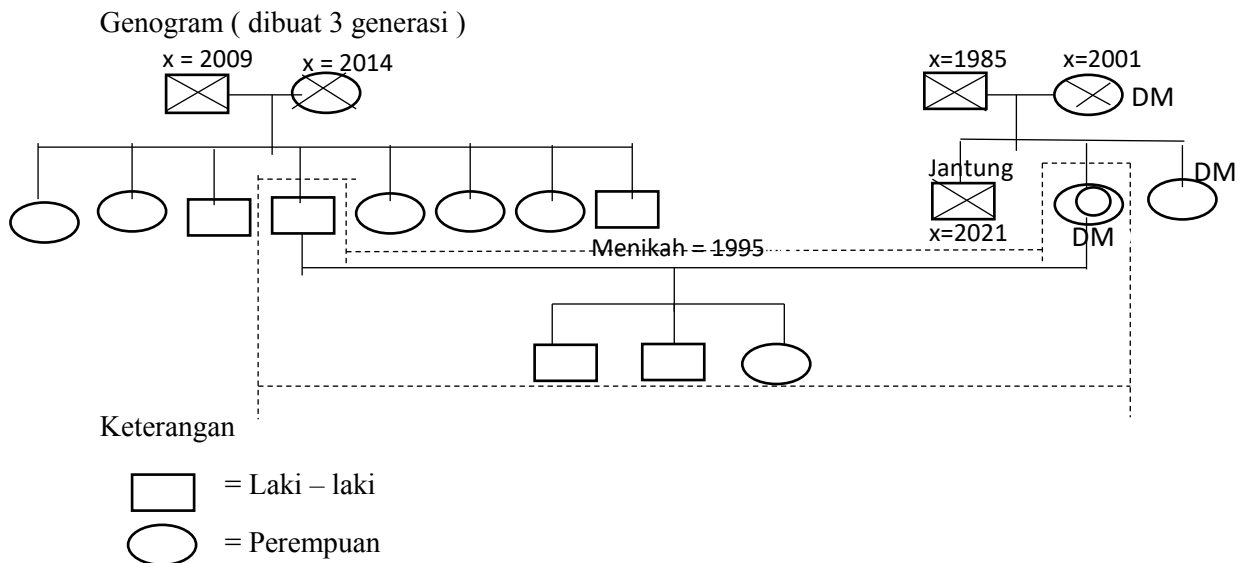 Genogram ( dibuat 3 generasi )
x = 2009
x = 2014
x=1985
x=2001
DM
Jantung
DM
x=2021
DM
Menikah = 1995
Keterangan
= Laki – laki
= Perempuan